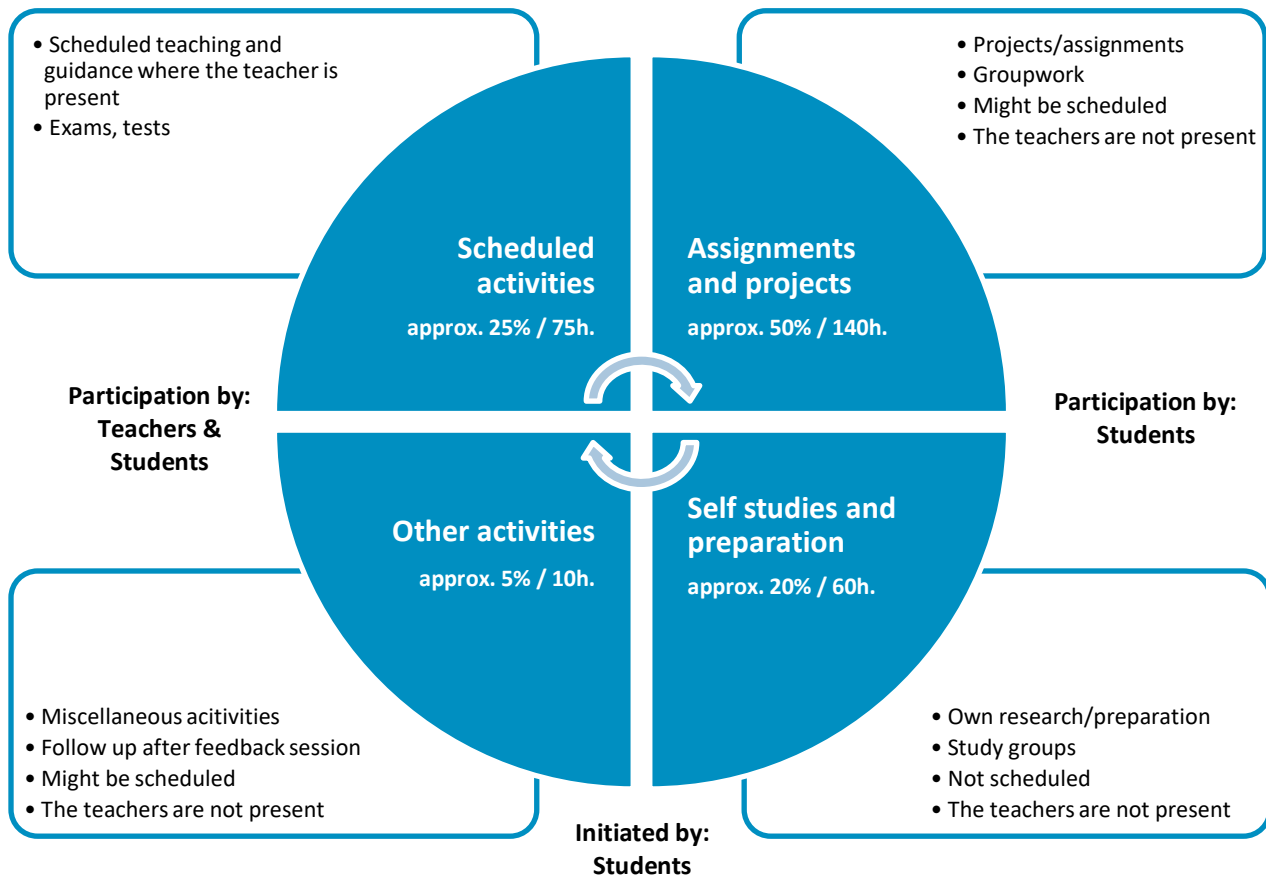 • Scheduled teaching and
guidance where the teacher is
present
• Exams, tests
• Projects/assignments
• Groupwork
• Might be scheduled
• The teachers are not present
Scheduled
activities
approx. 25% / 75h.
Assignments
and projects
approx. 50% / 140h.
Participation by:
Teachers &
Students
Participation by:
Students
Other activities
approx. 5% / 10h.
Self studies and
preparation
approx. 20% / 60h.
• Miscellaneous acitivities
• Follow up after feedback session
• Might be scheduled
• The teachers are not present
• Own research/preparation
• Study groups
• Not scheduled
• The teachers are not present
Initiated by:
Students